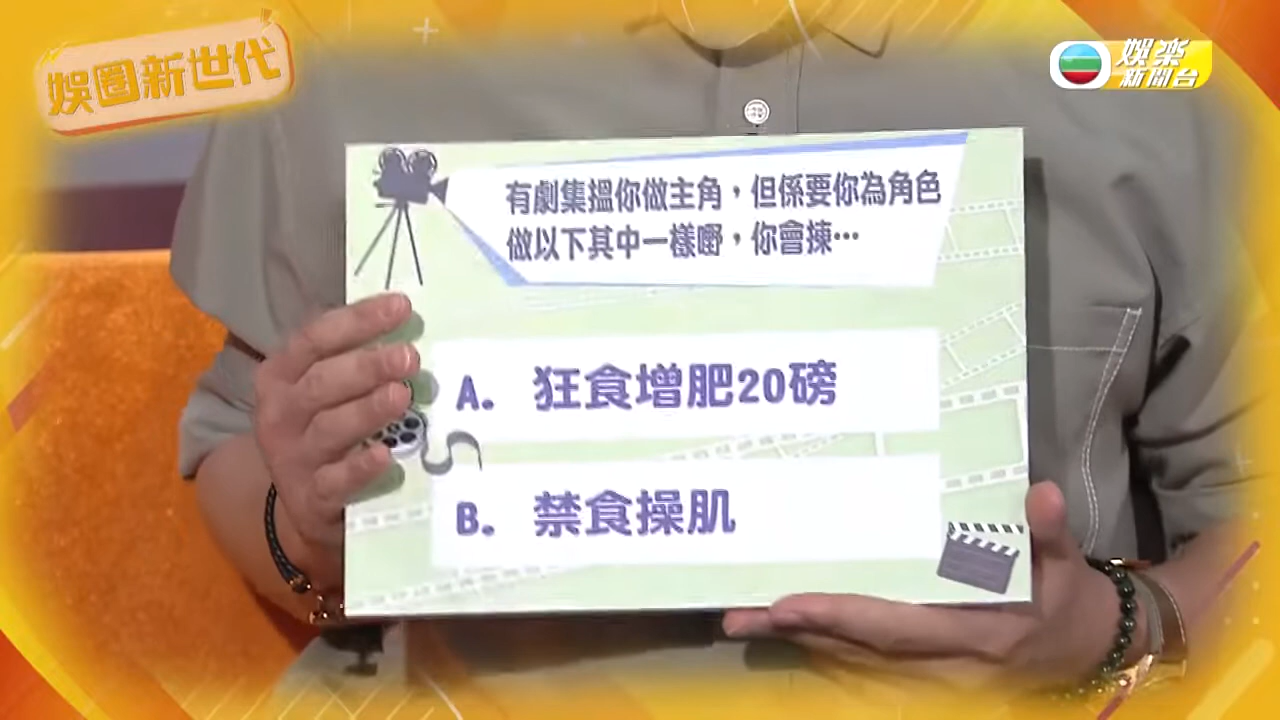 娛圈新世代
娛樂
新聞台
有劇集搵你做主角，但係要你為角色
做以下其中一樣嘢，你會揀…
A. 狂食增肥20磅
B. 禁食操肌